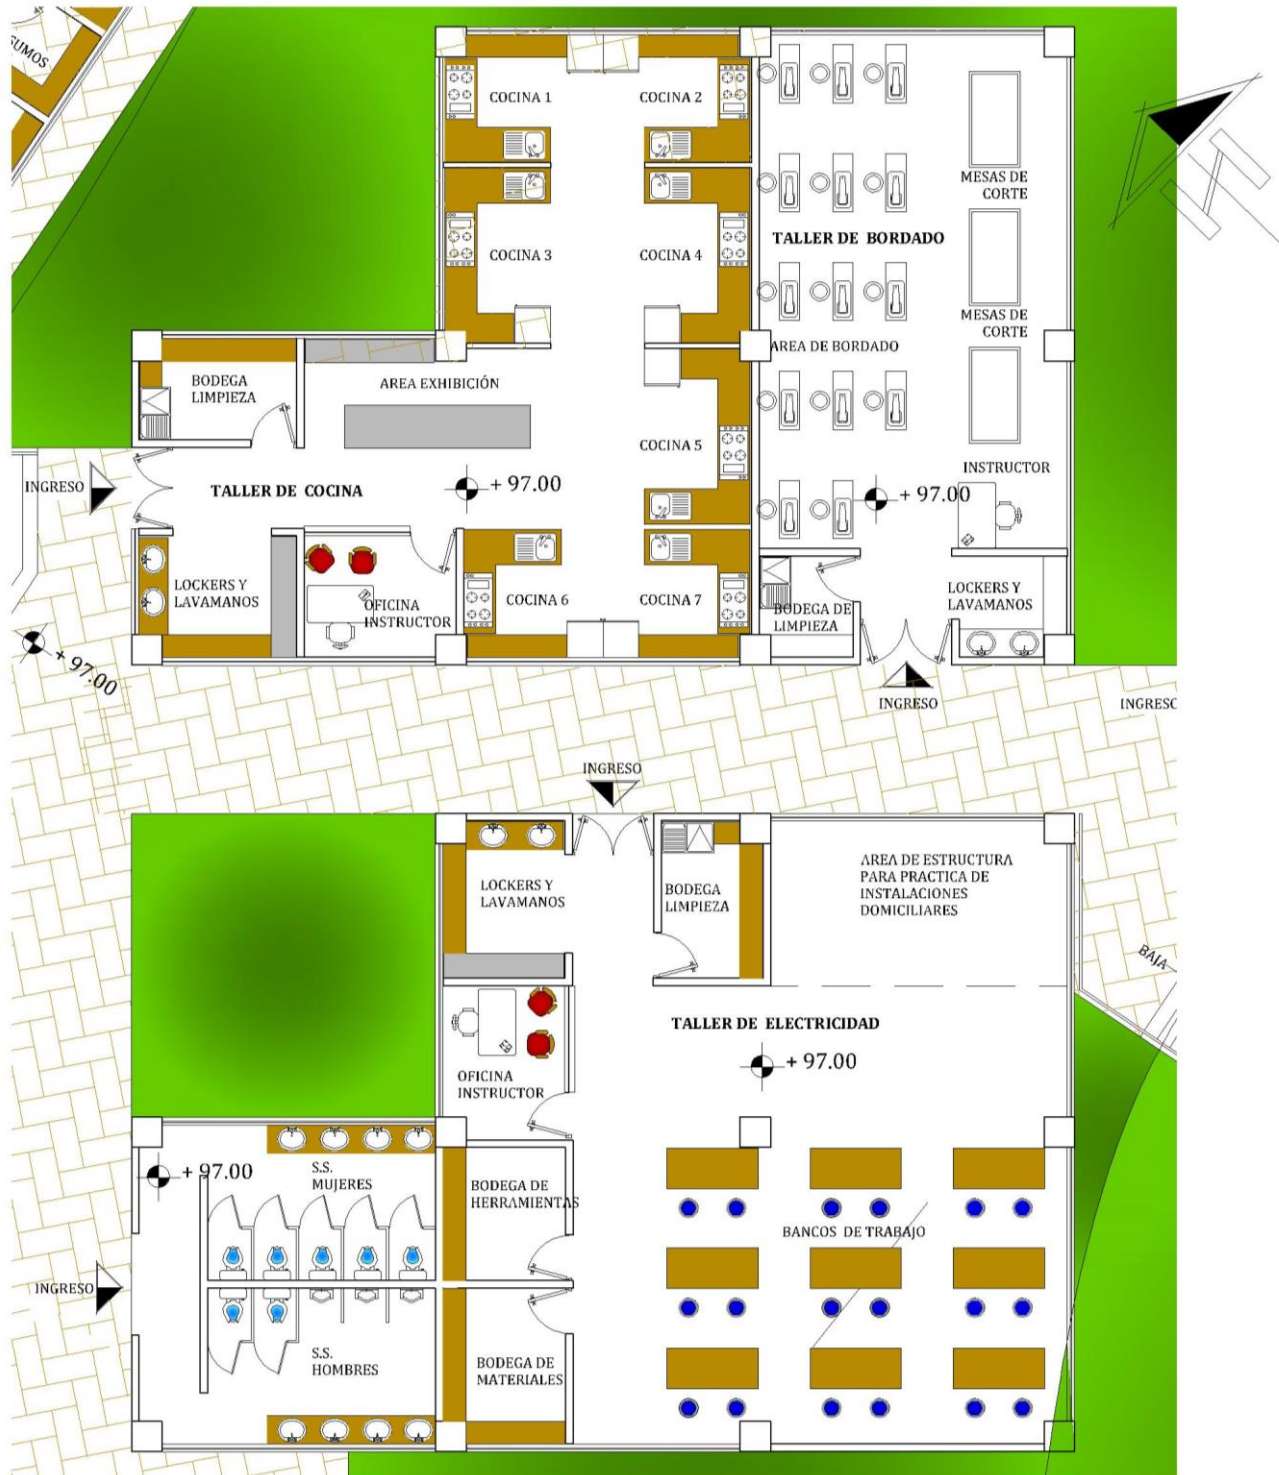 COCINA 1
COCINA 2
MESAS DE
CORTE
TALLER DE BORDADO
COCINA 3
COCINA 4
MESAS DE
CORTE
AREA DE BORDADO
BODEGA
LIMPIEZA
AREA EXHIBICIÓN
COCINA 5
INSTRUCTOR
INGRESO
TALLER DE COCINA
+ 97.00
+ 97.00
LOCKERS Y
LAVAMANOS
OFICINA
INSTRUCTOR
COCINA 6
COCINA 7
BODEGA DE
LIMPIEZA
LOCKERS Y
LAVAMANOS
+ 97.00
INGRESO
INGRESO
AREA DE ESTRUCTURA
PARA PRACTICA DE
INSTALACIONES
DOMICILIARES
LOCKERS Y
LAVAMANOS
BODEGA
LIMPIEZA
BAJA
TALLER DE ELECTRICIDAD
+ 97.00
OFICINA
INSTRUCTOR
+ 97.00
S.S.
MUJERES
BODEGA DE
HERRAMIENTAS
BANCOS DE TRABAJO
INGRESO
S.S.
HOMBRES
BODEGA DE
MATERIALES